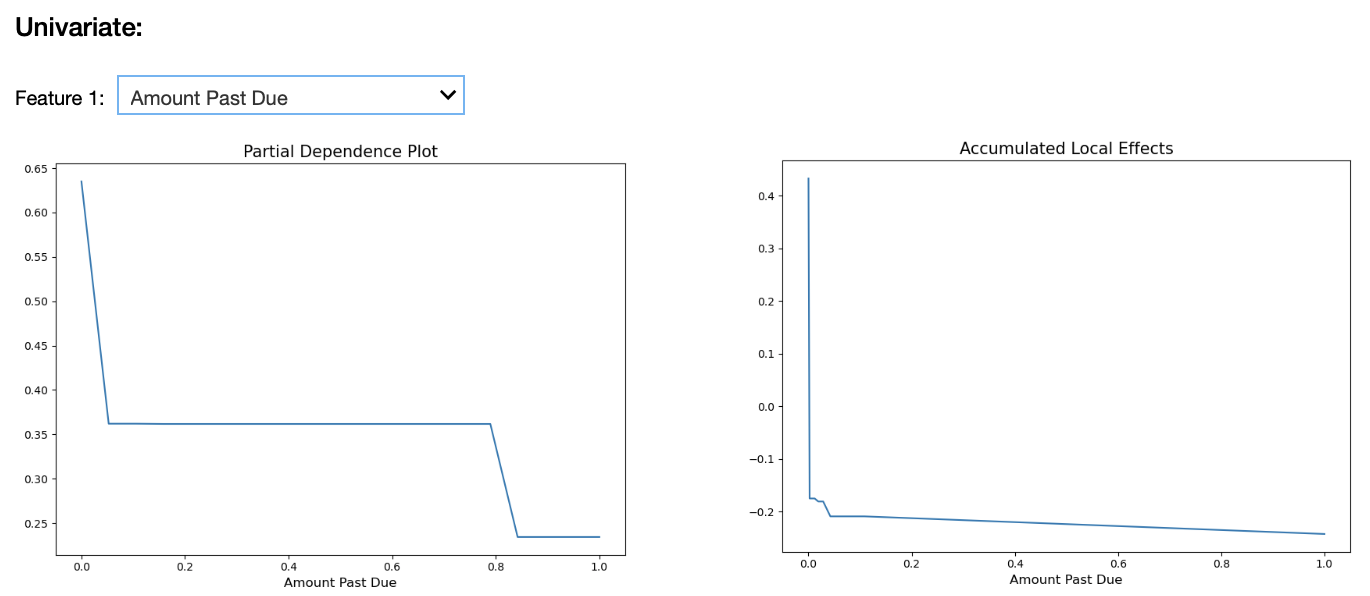 Univariate:
Feature 1: Amount Past Due
Partial Dependence Plot
0.65
0.60
0.55
0.50
0.45
0.40
0.35
0.30
0.25
0.0 0.2 0.4 0.6 0.8 1.0
Amount Past Due
Accumulated Local Effects
0.4
0.3
0.2
0.1
0.0
−0.1
−0.2
0.0 0.2 0.4 0.6 0.8 1.0
Amount Past Due